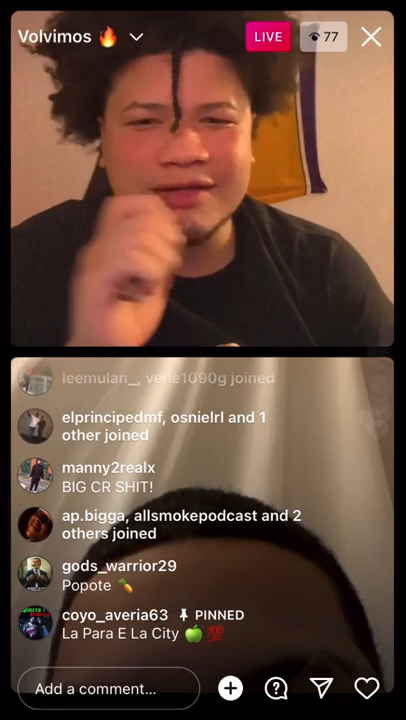 Volvimos 🔥
LIVE
77
leemulan_, vene1090g joined
elprincipedmf, osnielrl and 1
other joined
manny2realx
BIG CR SHIT!
ap.bigga, allsmokepodcast and 2
others joined
gods_warrior29
Popote 🍍
coyo_averia63 📌 PINNED
La Para E La City 🍏 💯
Add a comment...